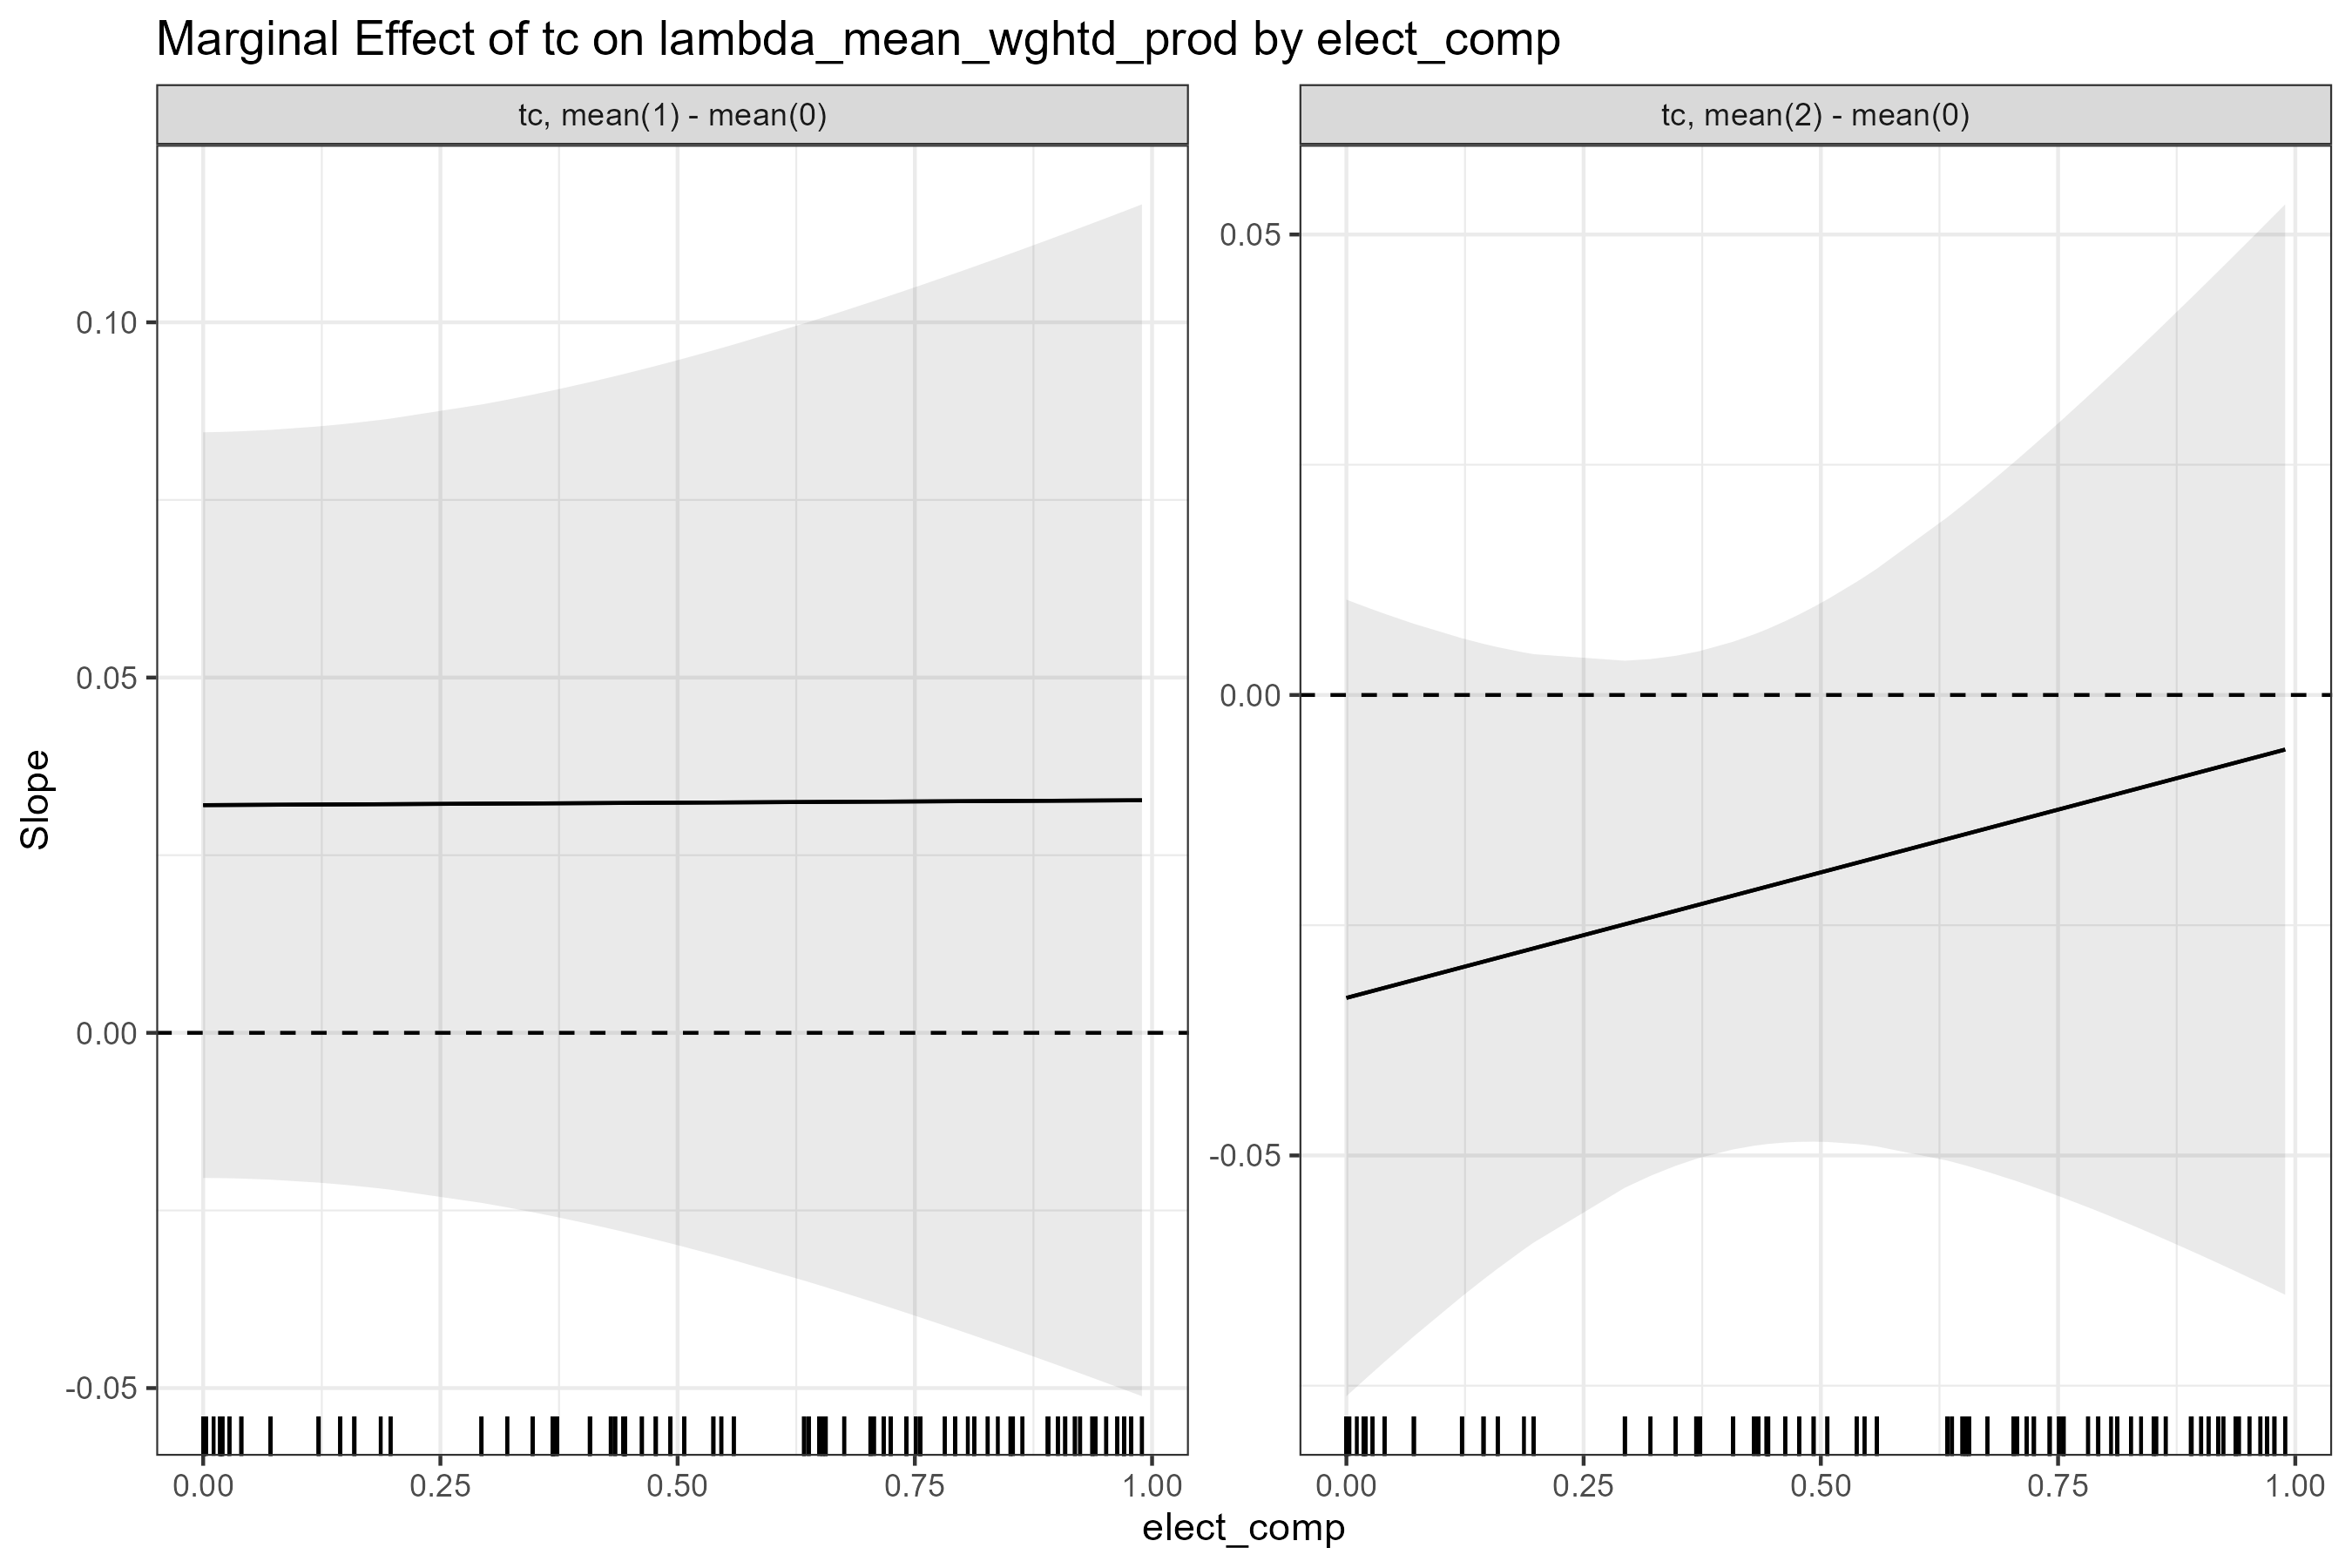 Marginal Effect of tc on lambda_mean_wghtd_prod by elect_comp
tc, mean(1) - mean(0)
tc, mean(2) - mean(0)
Slope
0.10
0.05
0.00
-0.05
0.05
0.00
-0.05
0.00 0.25 0.50 0.75 1.00
0.00 0.25 0.50 0.75 1.00
elect_comp